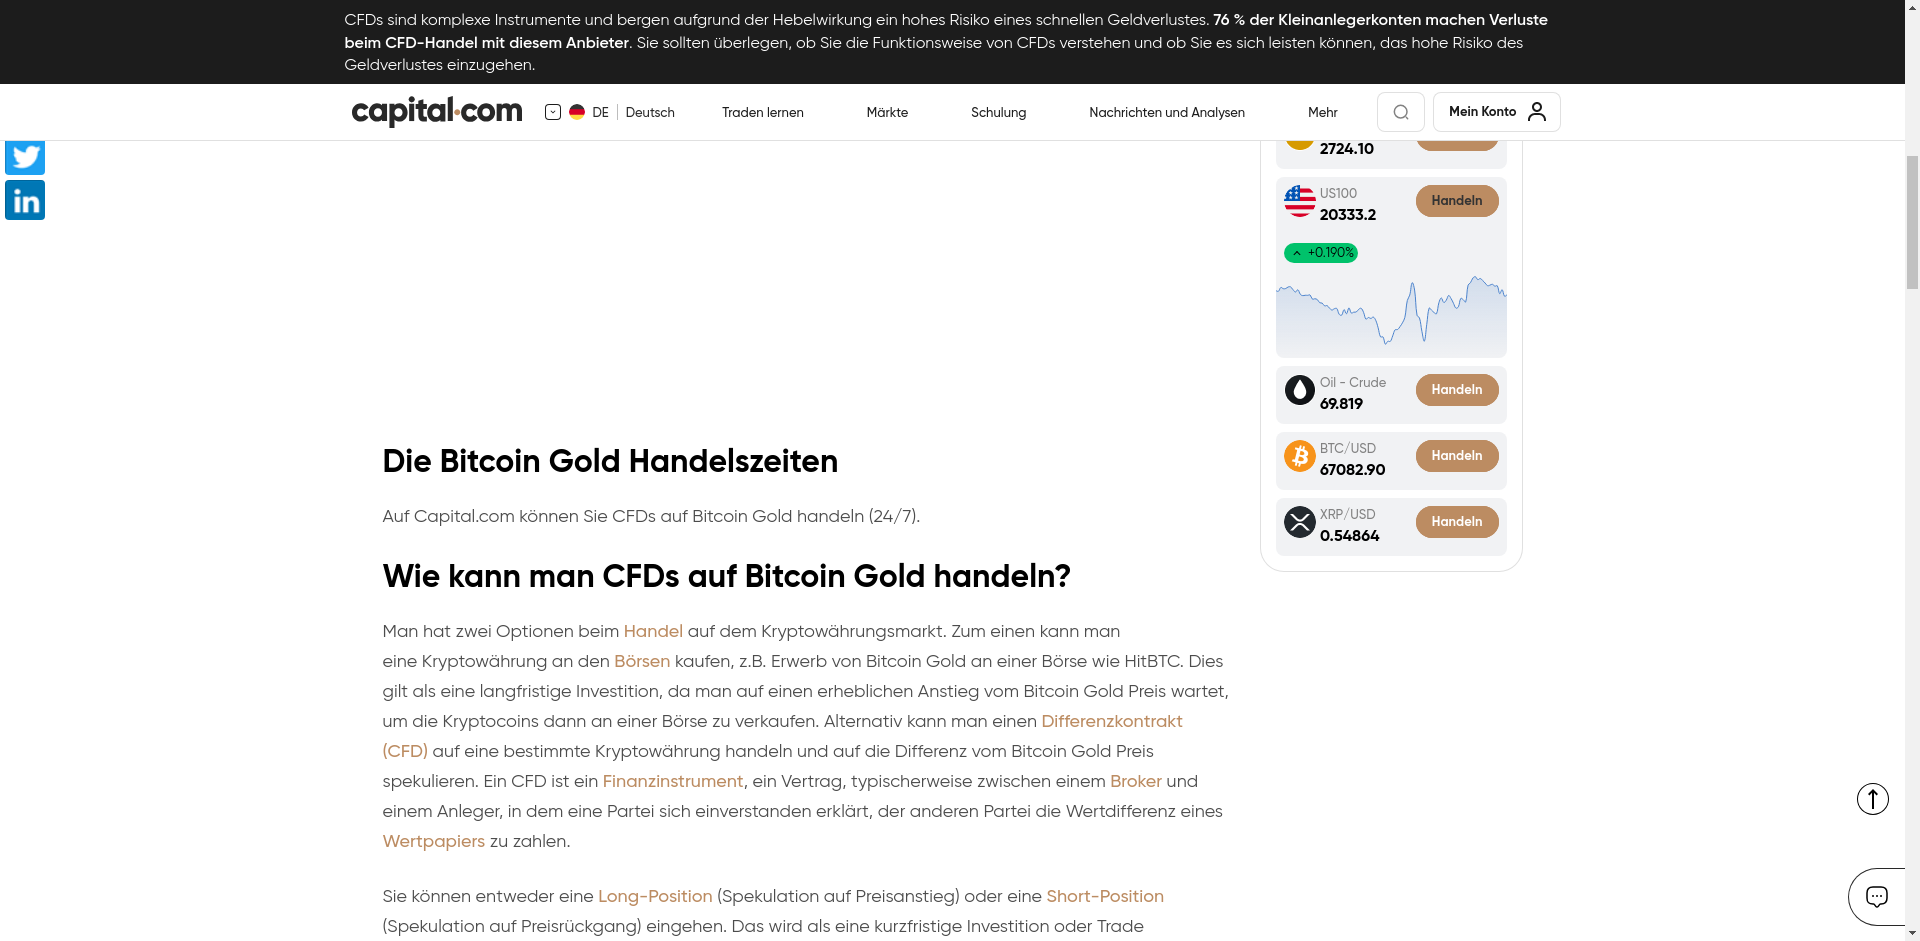 CFDs sind komplexe Instrumente und bergen aufgrund der Hebelwirkung ein hohes Risiko eines schnellen Geldverlustes. 76 % der Kleinanlegerkonten machen Verluste
beim CFD-Handel mit diesem Anbieter. Sie sollten überlegen, ob Sie die Funktionsweise von CFDs verstehen und ob Sie es sich leisten können, das hohe Risiko des
Geldverlustes einzugehen.
capital.com
DE
Deutsch
Traden lernen
Märkte
Schulung
Nachrichten und Analysen
Mehr
Mein Konto
in
2724.10
US100
20333.2
Handeln
+0.190%
Oil - Crude
69.819
Handeln
BTC/USD
67082.90
Handeln
XRP/USD
0.54864
Handeln
Die Bitcoin Gold Handelszeiten
Auf Capital.com können Sie CFDs auf Bitcoin Gold handeln (24/7).
Wie kann man CFDs auf Bitcoin Gold handeln?
Man hat zwei Optionen beim Handel auf dem Kryptowährungsmarkt. Zum einen kann man
eine Kryptowährung an den Börsen kaufen, z.B. Erwerb von Bitcoin Gold an einer Börse wie HitBTC. Dies
gilt als eine langfristige Investition, da man auf einen erheblichen Anstieg vom Bitcoin Gold Preis wartet,
um die Kryptocoins dann an einer Börse zu verkaufen. Alternativ kann man einen Differenzkontrakt
(CFD) auf eine bestimmte Kryptowährung handeln und auf die Differenz vom Bitcoin Gold Preis
spekulieren. Ein CFD ist ein Finanzinstrument, ein Vertrag, typischerweise zwischen einem Broker und
einem Anleger, in dem eine Partei sich einverstanden erklärt, der anderen Partei die Wertdifferenz eines
Wertpapiers zu zahlen.
Sie können entweder eine Long-Position (Spekulation auf Preisanstieg) oder eine Short-Position
(Spekulation auf Preisrückgang) eingehen. Das wird als eine kurzfristige Investition oder Trade